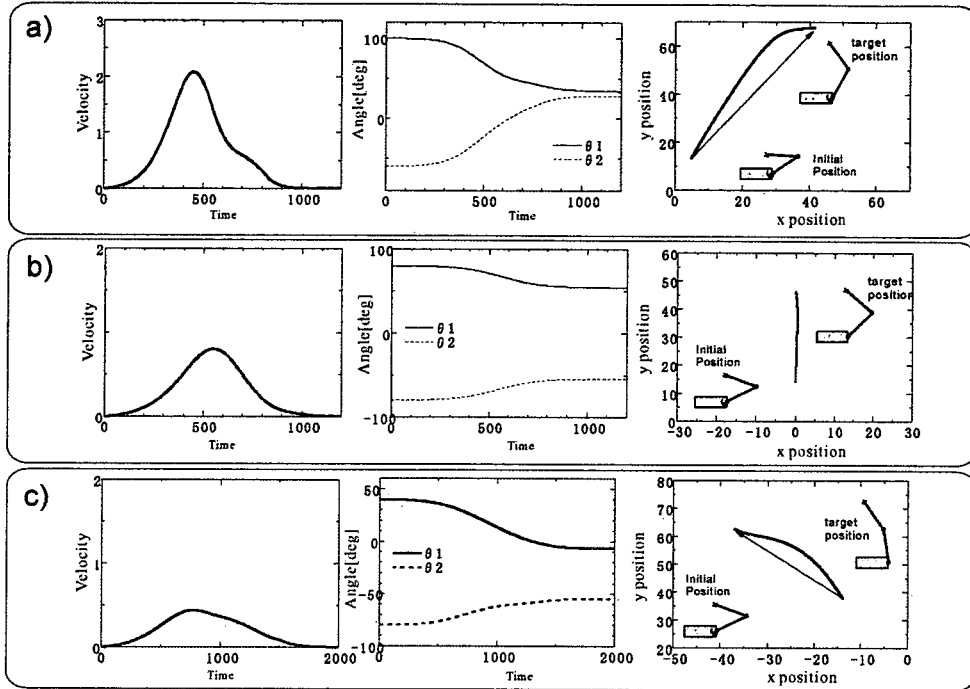 a)
3
2
1
0
Velocity
0
500
1000
Time
100
0
Angle[deg]
θ1
θ2
0
500
1000
Time
60
40
20
0
y position
target
position
Initial
Position
20
40
60
x position
b)
2
1
0
Velocity
0
500
1000
Time
100
0
-100
Angle[deg]
θ1
θ2
0
500
1000
Time
60
50
40
30
20
10
0
y position
target
position
Initial
Position
-30
-20
-10
0
10
20
30
x position
c)
2
1
0
Velocity
0
1000
2000
Time
50
0
-50
-100
Angle[deg]
θ1
θ2
0
1000
2000
Time
80
70
60
50
40
30
20
y position
target
position
Initial
Position
-50
-40
-30
-20
-10
0
x position